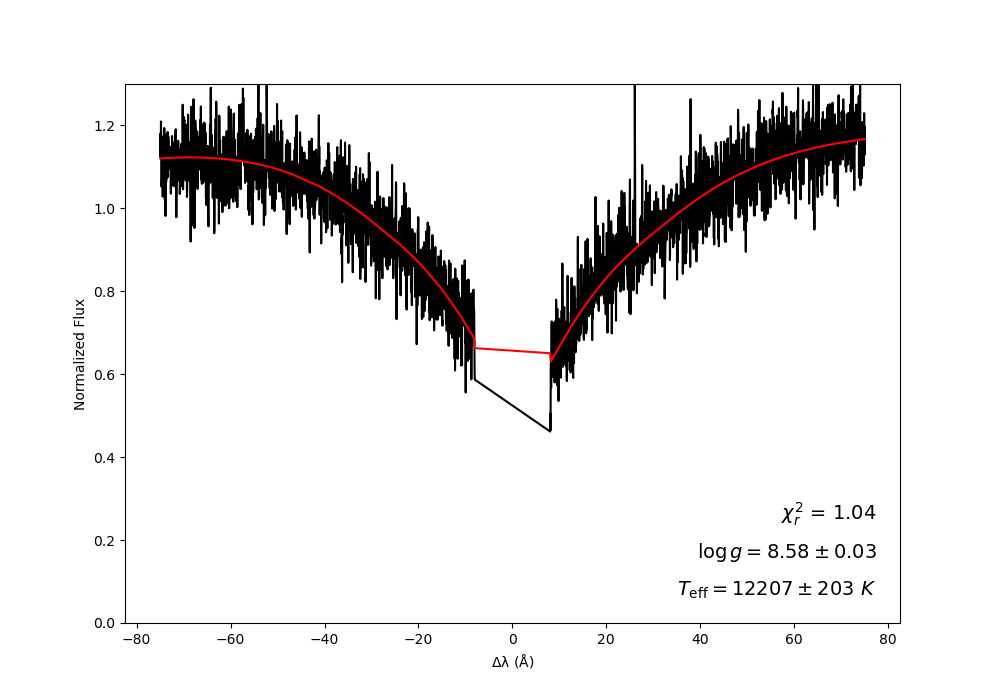 1.2
1.0
0.8
0.6
0.4
0.2
0.0
Normalized Flux
χ²ᵣ = 1.04
log g = 8.58 ± 0.03
T_eff = 12207 ± 203 K
−80 −60 −40 −20 0 20 40 60 80
Δλ (Å)